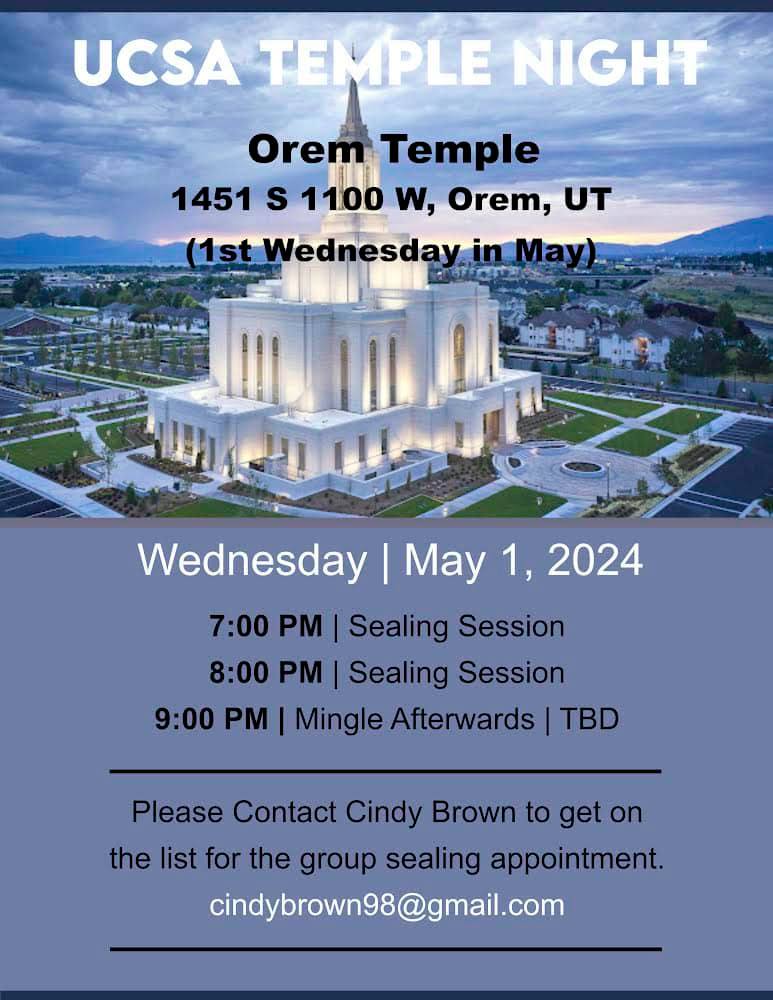 UCSA TEMPLE NIGHT
Orem Temple
1451 S 1100 W, Orem, UT
(1st Wednesday in May)
Wednesday | May 1, 2024
7:00 PM | Sealing Session
8:00 PM | Sealing Session
9:00 PM | Mingle Afterwards | TBD
Please Contact Cindy Brown to get on
the list for the group sealing appointment.
cindybrown98@gmail.com